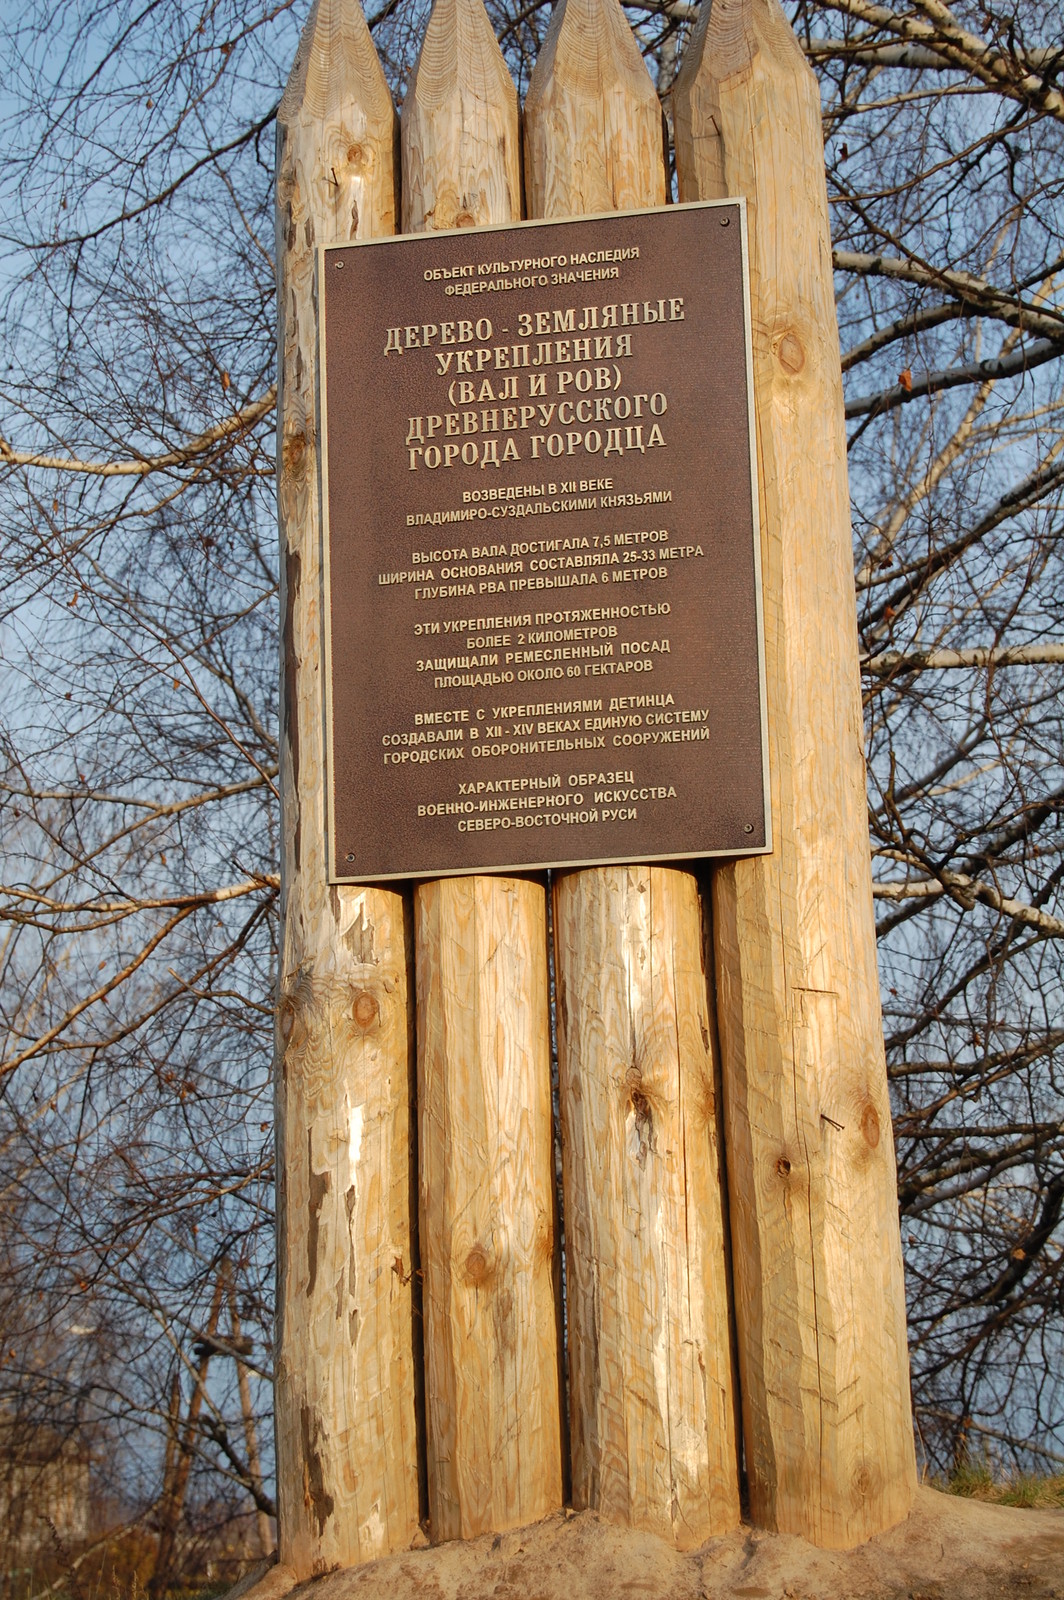 ОБЪЕКТ КУЛЬТУРНОГО НАСЛЕДИЯ
ФЕДЕРАЛЬНОГО ЗНАЧЕНИЯ
ДЕРЕВО - ЗЕМЛЯНЫЕ
УКРЕПЛЕНИЯ
(ВАЛ И РОВ)
ДРЕВНЕРУССКОГО
ГОРОДА ГОРОДЦА
ВОЗВЕДЕНЫ В XII ВЕКЕ
ВЛАДИМИРО-СУЗДАЛЬСКИМИ КНЯЗЬЯМИ
ВЫСОТА ВАЛА ДОСТИГАЛА 7,5 МЕТРОВ
ШИРИНА ОСНОВАНИЯ СОСТАВЛЯЛА 25-33 МЕТРА
ГЛУБИНА РВА ПРЕВЫШАЛА 6 МЕТРОВ
ЭТИ УКРЕПЛЕНИЯ ПРОТЯЖЕННОСТЬЮ
БОЛЕЕ 2 КИЛОМЕТРОВ
ЗАЩИЩАЛИ РЕМЕСЛЕННЫЙ ПОСАД
ПЛОЩАДЬЮ ОКОЛО 60 ГЕКТАРОВ
ВМЕСТЕ С УКРЕПЛЕНИЯМИ ДЕТИНЦА
СОЗДАВАЛИ В XII - XIV ВЕКАХ ЕДИНУЮ СИСТЕМУ
ГОРОДСКИХ ОБОРОНИТЕЛЬНЫХ СООРУЖЕНИЙ
ХАРАКТЕРНЫЙ ОБРАЗЕЦ
ВОЕННО-ИНЖЕНЕРНОГО ИСКУССТВА
СЕВЕРО-ВОСТОЧНОЙ РУСИ